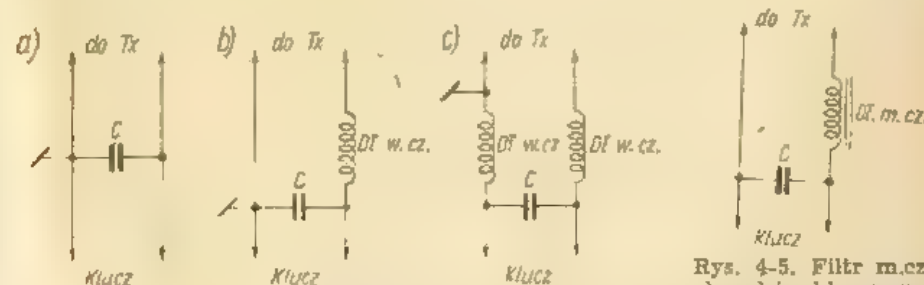 a) do Tx
C
Klucz
b) do Tx
DŁ w.cz.
C
Klucz
c) do Tx
DŁ w.cz
DŁ w.cz.
C
Klucz
do Tx
DŁ. m.cz.
C
Klucz
Rys. 4-5. Filtr m.cz